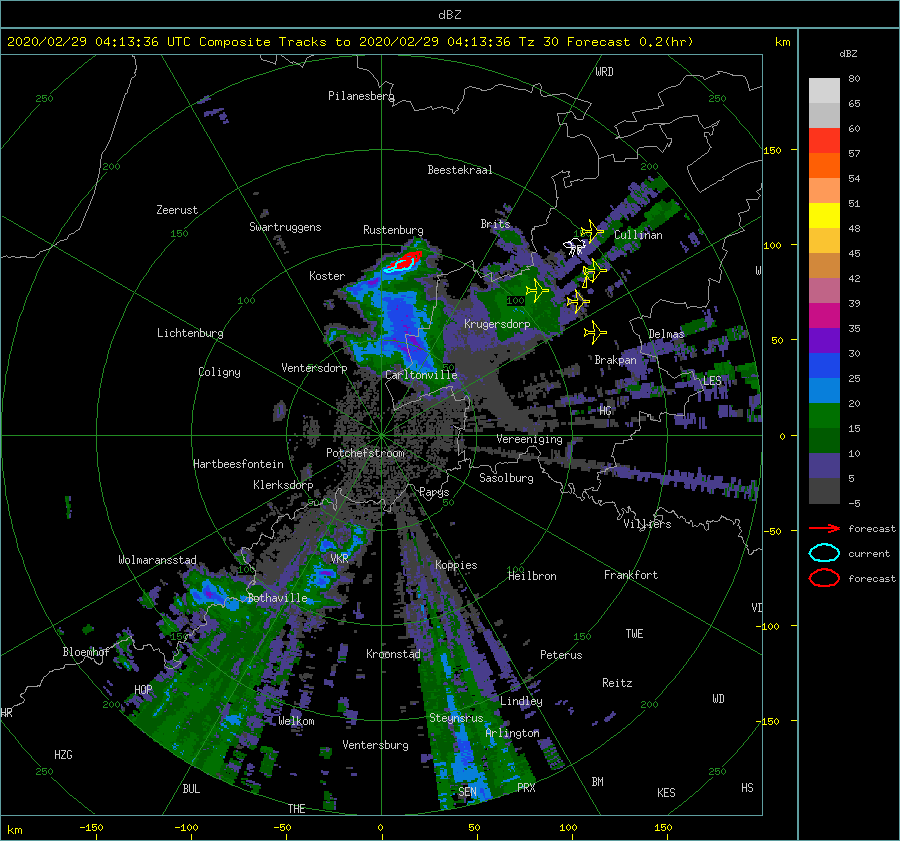 dBZ
2020/02/29 04:13:36 UTC Composite Tracks to 2020/02/29 04:13:36 Tz 30 Forecast 0.2(hr)
km
dBZ
80
65
60
57
54
51
48
45
42
39
35
30
25
20
15
10
5
-5
forecast
current
forecast
WRD
250
Pilanesberg
250
150
200
Beestekraal
200
Zeerust
Swartruggens
150
Rustenburg
Brits
Cullinan
100
Koster
W
100
100
Krugersdorp
Lichtenburg
Delmas
50
Brakpan
Coligny
Ventersdorp
Carltonville
LES
HG
0
Vereeniging
Potchefstroom
Hartbeesfontein
Klerksdorp
Sasolburg
Parys
50
50
Villiers
-50
Wolmaransstad
VKR
100
Koppies
100
Heilbron
Frankfort
Bothaville
VD
-100
150
150
TWE
Bloemhof
Kroonstad
Peterus
HOP
Reitz
WD
HR
200
Lindley
200
Welkom
Steynsrus
-150
Arlington
Ventersburg
HZG
250
250
BUL
SEN
PRX
BM
KES
HS
THE
km
-150
-100
-50
0
50
100
150